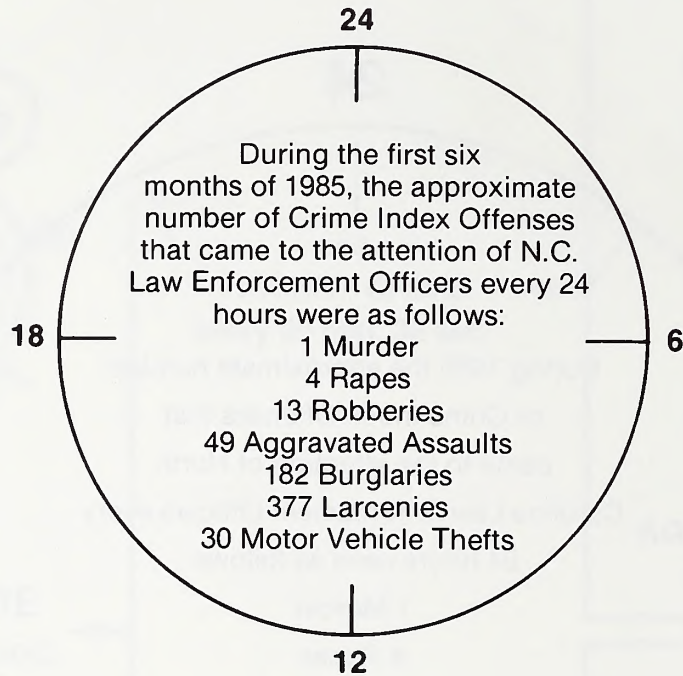 24
During the first six
months of 1985, the approximate
number of Crime Index Offenses
that came to the attention of N.C.
Law Enforcement Officers every 24
hours were as follows:
18
6
1 Murder
4 Rapes
13 Robberies
49 Aggravated Assaults
182 Burglaries
377 Larcenies
30 Motor Vehicle Thefts
12